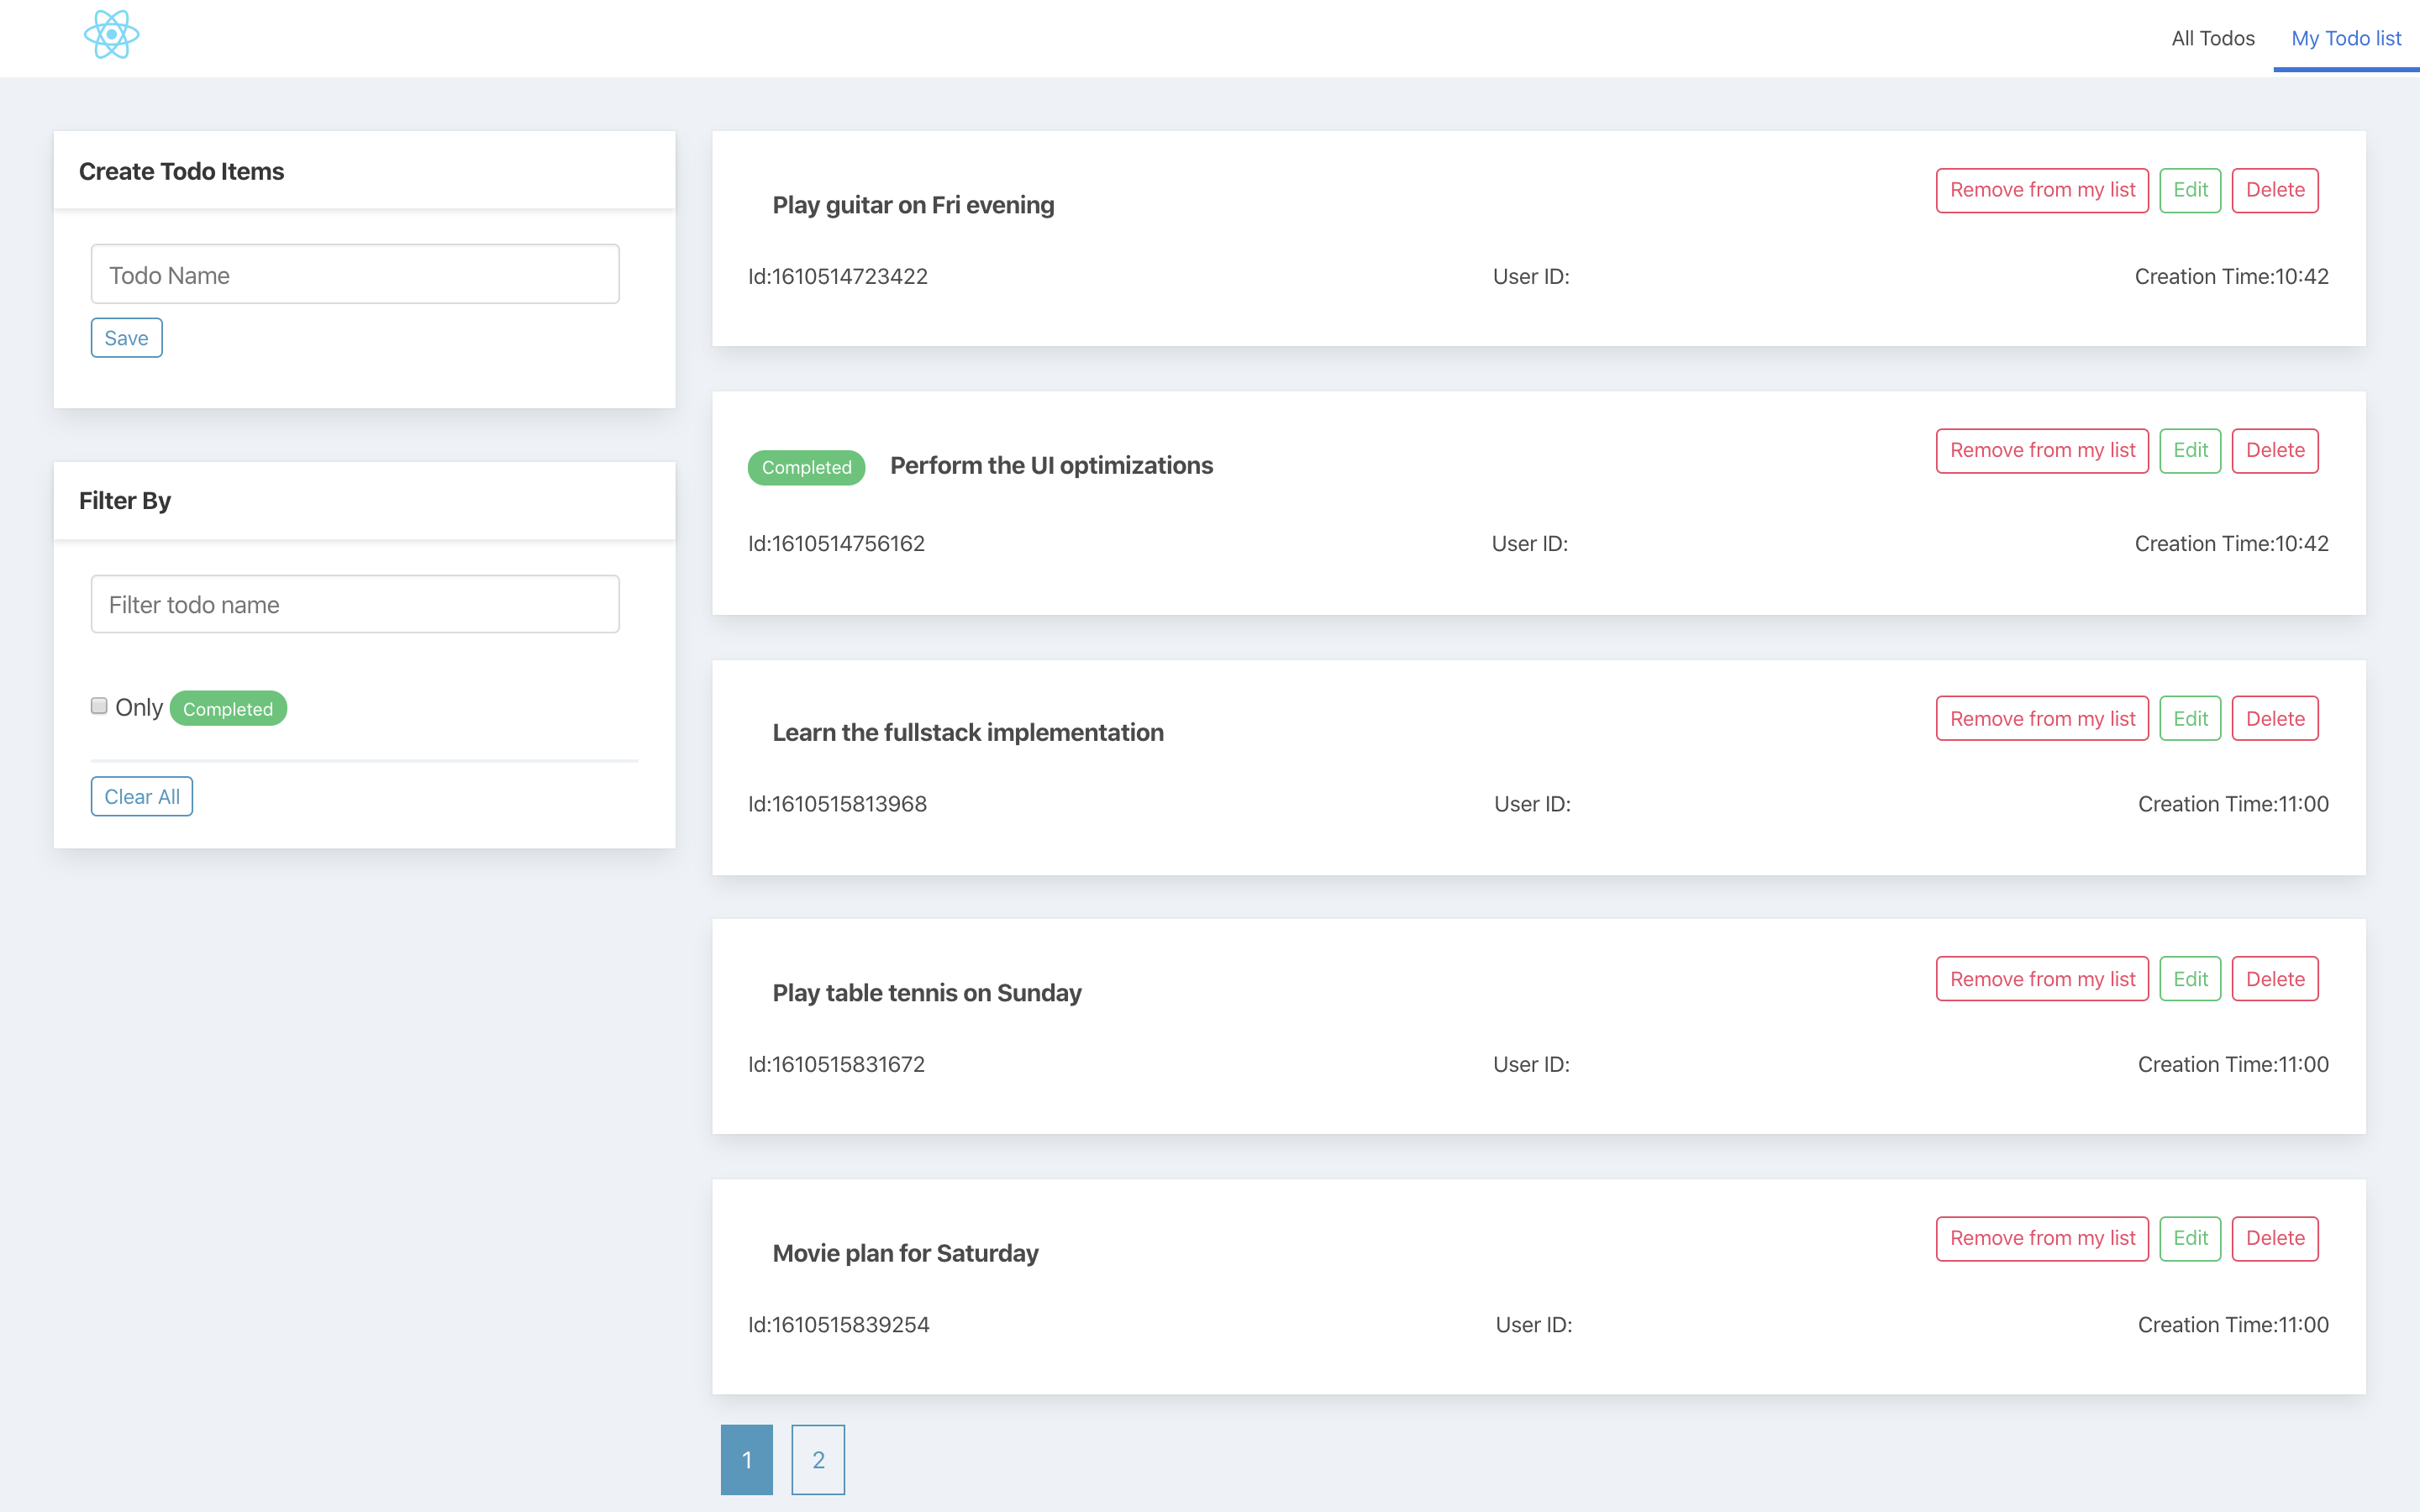 All Todos
My Todo list
Create Todo Items
Todo Name
Save
Filter By
Filter todo name
Only Completed
Clear All
Play guitar on Fri evening
Remove from my list Edit Delete
Id:1610514723422 User ID: Creation Time:10:42
Completed Perform the UI optimizations
Remove from my list Edit Delete
Id:1610514756162 User ID: Creation Time:10:42
Learn the fullstack implementation
Remove from my list Edit Delete
Id:1610515813968 User ID: Creation Time:11:00
Play table tennis on Sunday
Remove from my list Edit Delete
Id:1610515831672 User ID: Creation Time:11:00
Movie plan for Saturday
Remove from my list Edit Delete
Id:1610515839254 User ID: Creation Time:11:00
1 2